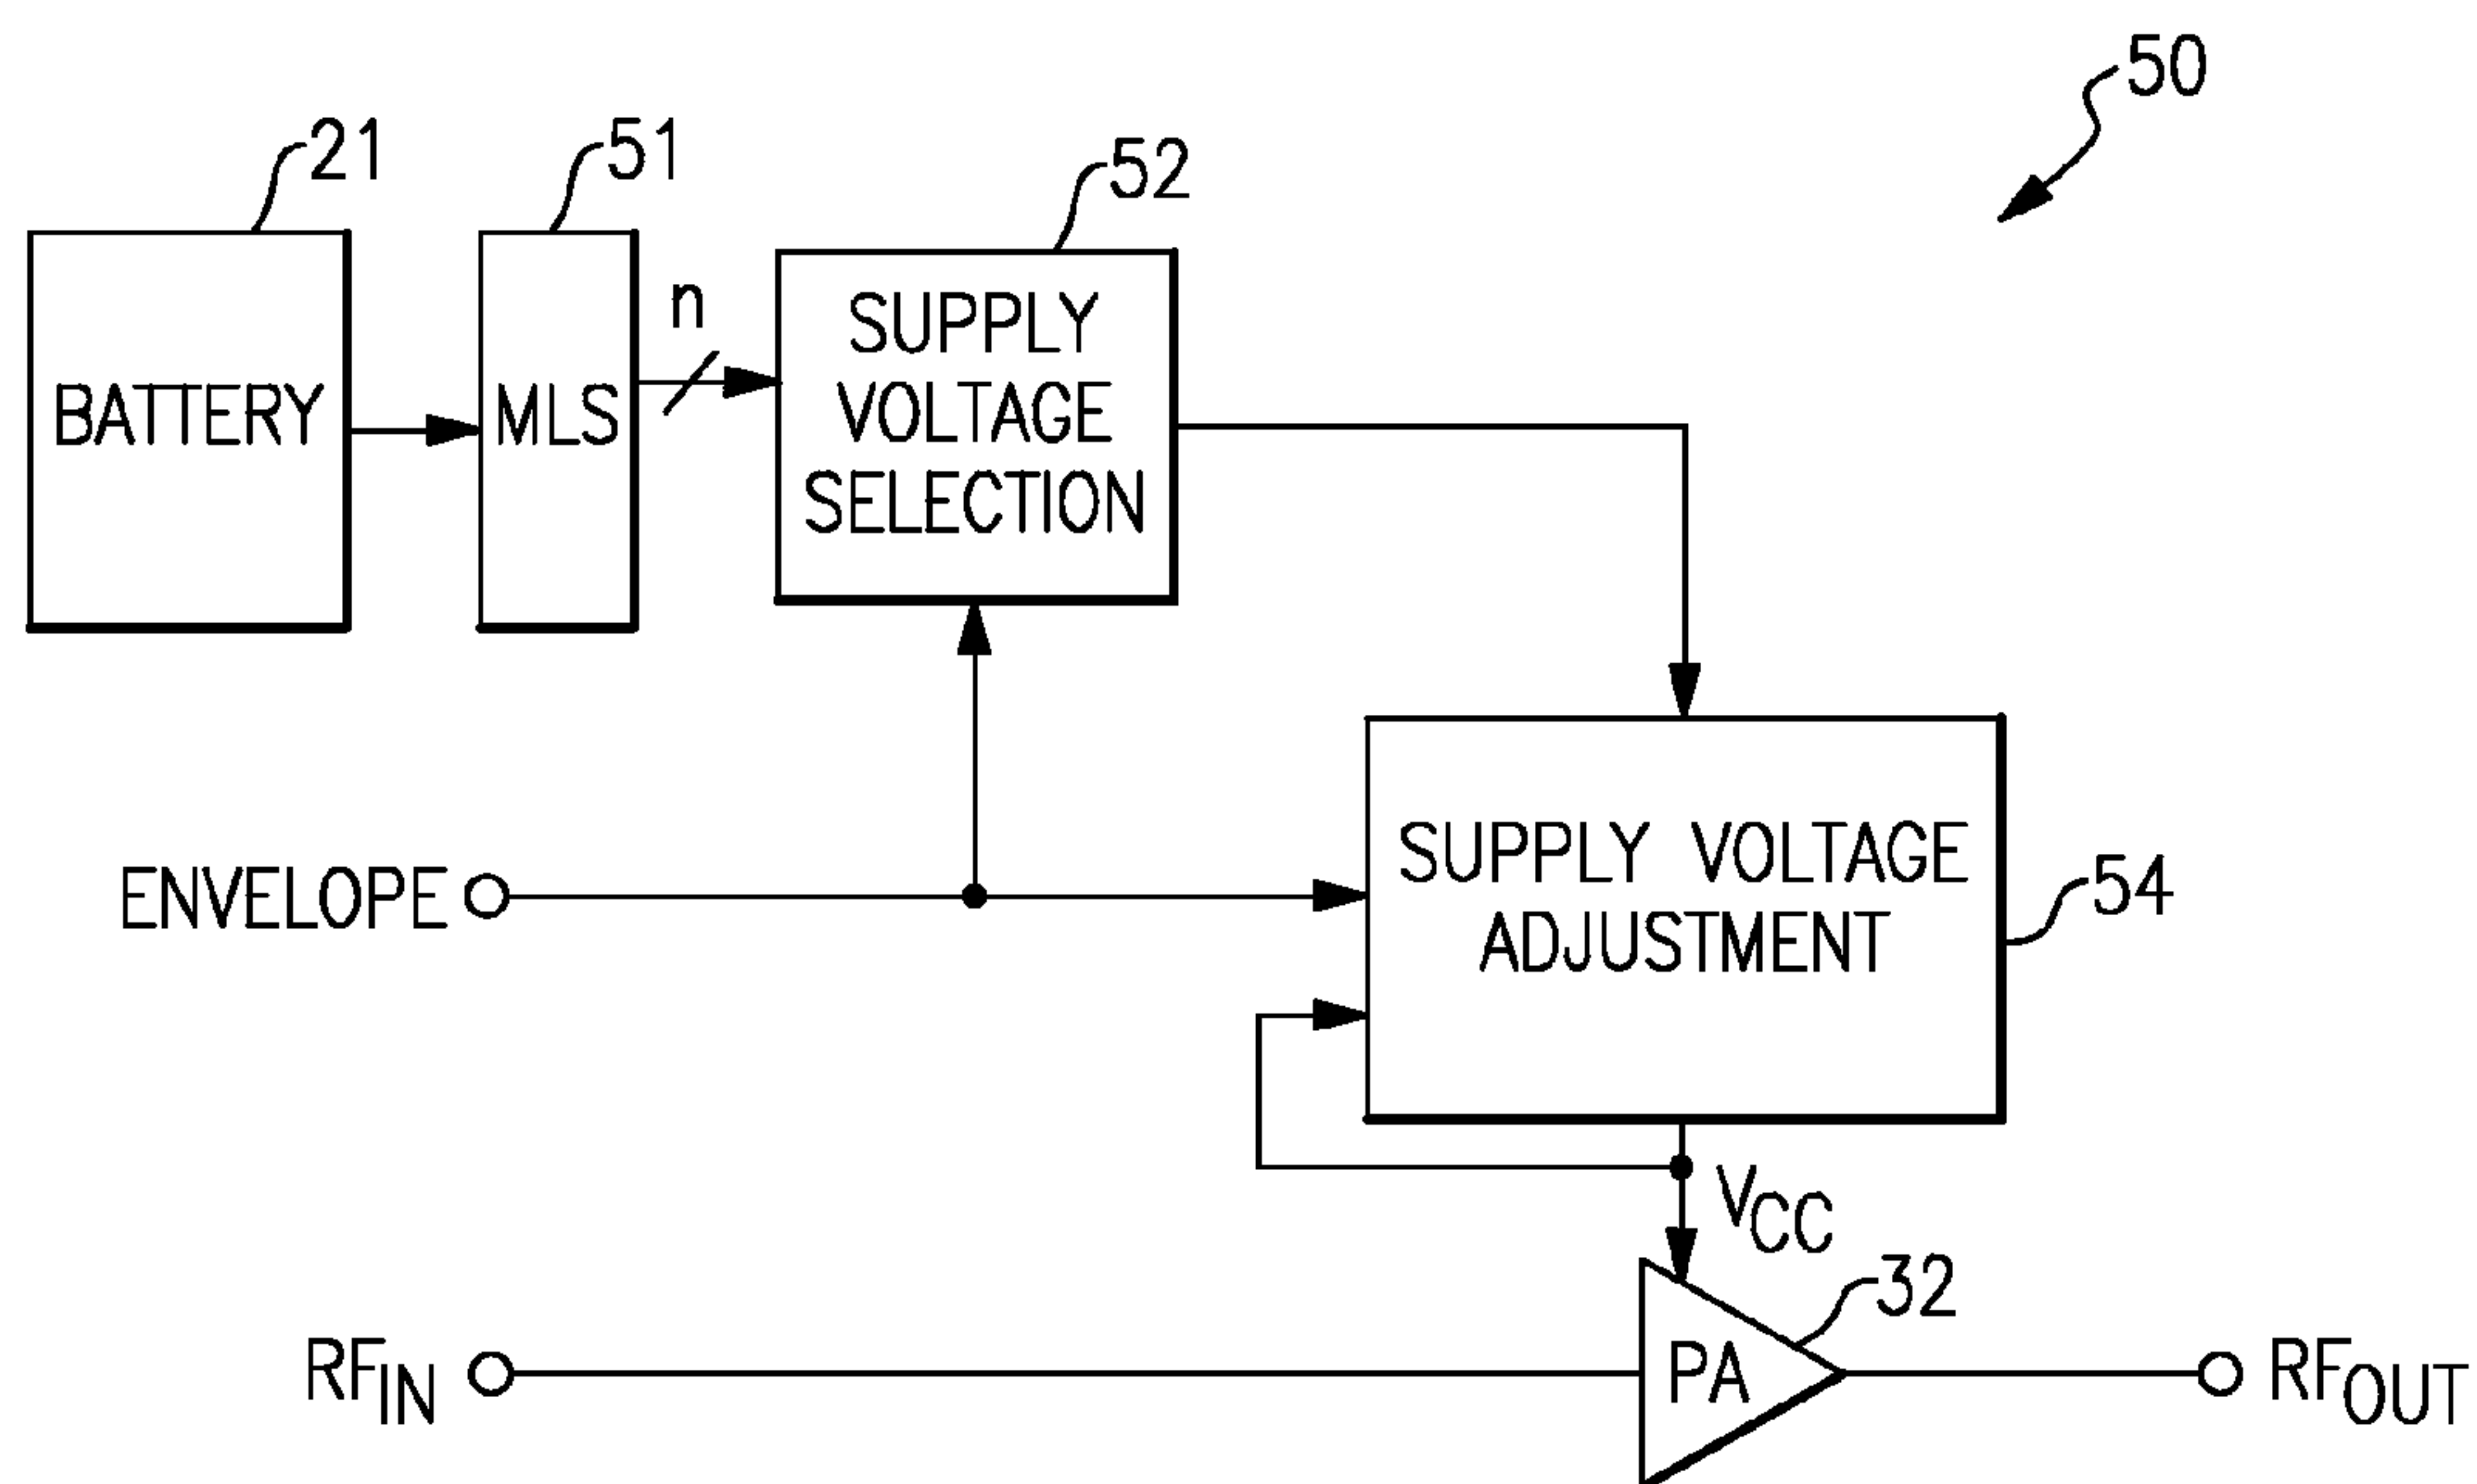 50
21
51
52
n
BATTERY
MLS
SUPPLY
VOLTAGE
SELECTION
ENVELOPE
SUPPLY VOLTAGE
ADJUSTMENT
54
VCC
32
RFIN
PA
RFOUT